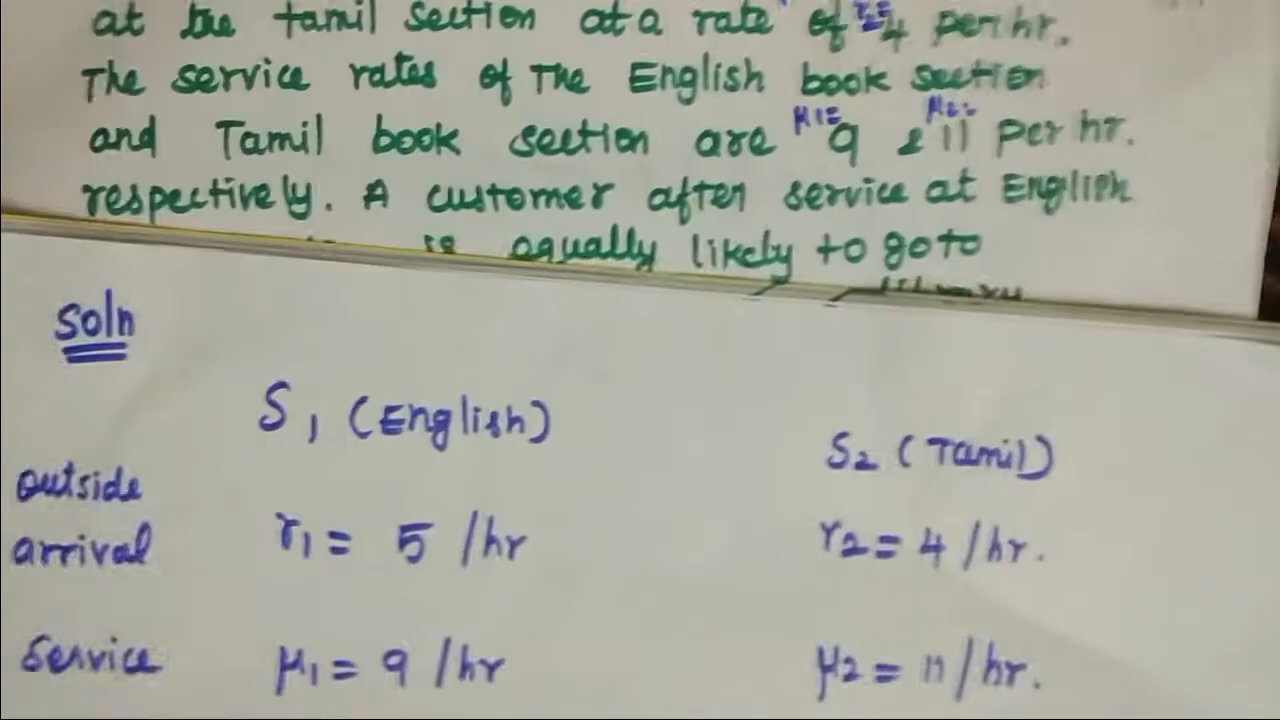 at the tamil section at a rate of r2= 4 per hr.
The service rates of The English book section
and Tamil book section are μ1= 9 & μ2= 11 per hr.
respectively. A customer after service at English
is equally likely to go to
library
Soln
S1 (English)
S2 (Tamil)
outside
arrival r1 = 5 /hr r2 = 4 /hr.
Service μ1 = 9 /hr μ2 = 11 /hr.